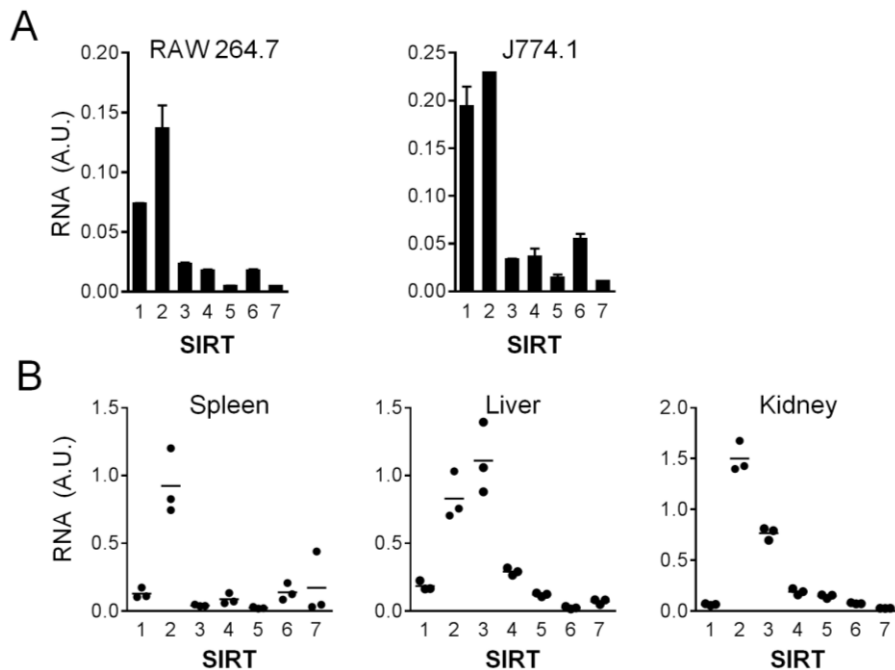 A
RAW 264.7
J774.1
RNA (A.U.)
0.20
0.15
0.10
0.05
0.00
1 2 3 4 5 6 7
SIRT
0.25
0.20
0.15
0.10
0.05
0.00
1 2 3 4 5 6 7
SIRT
B
Spleen
Liver
Kidney
RNA (A.U.)
1.5
1.0
0.5
0.0
1 2 3 4 5 6 7
SIRT
1.5
1.0
0.5
0.0
1 2 3 4 5 6 7
SIRT
2.0
1.5
1.0
0.5
0.0
1 2 3 4 5 6 7
SIRT